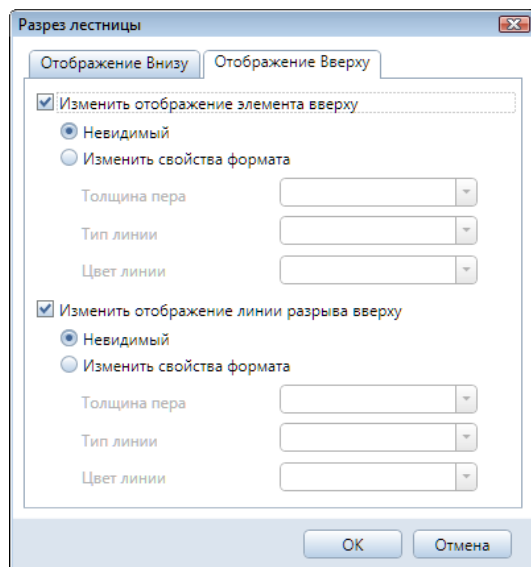 Разрез лестницы
Отображение Внизу
Отображение Вверху
Изменить отображение элемента вверху
Невидимый
Изменить свойства формата
Толщина пера
Тип линии
Цвет линии
Изменить отображение линии разрыва вверху
Невидимый
Изменить свойства формата
Толщина пера
Тип линии
Цвет линии
OK
Отмена